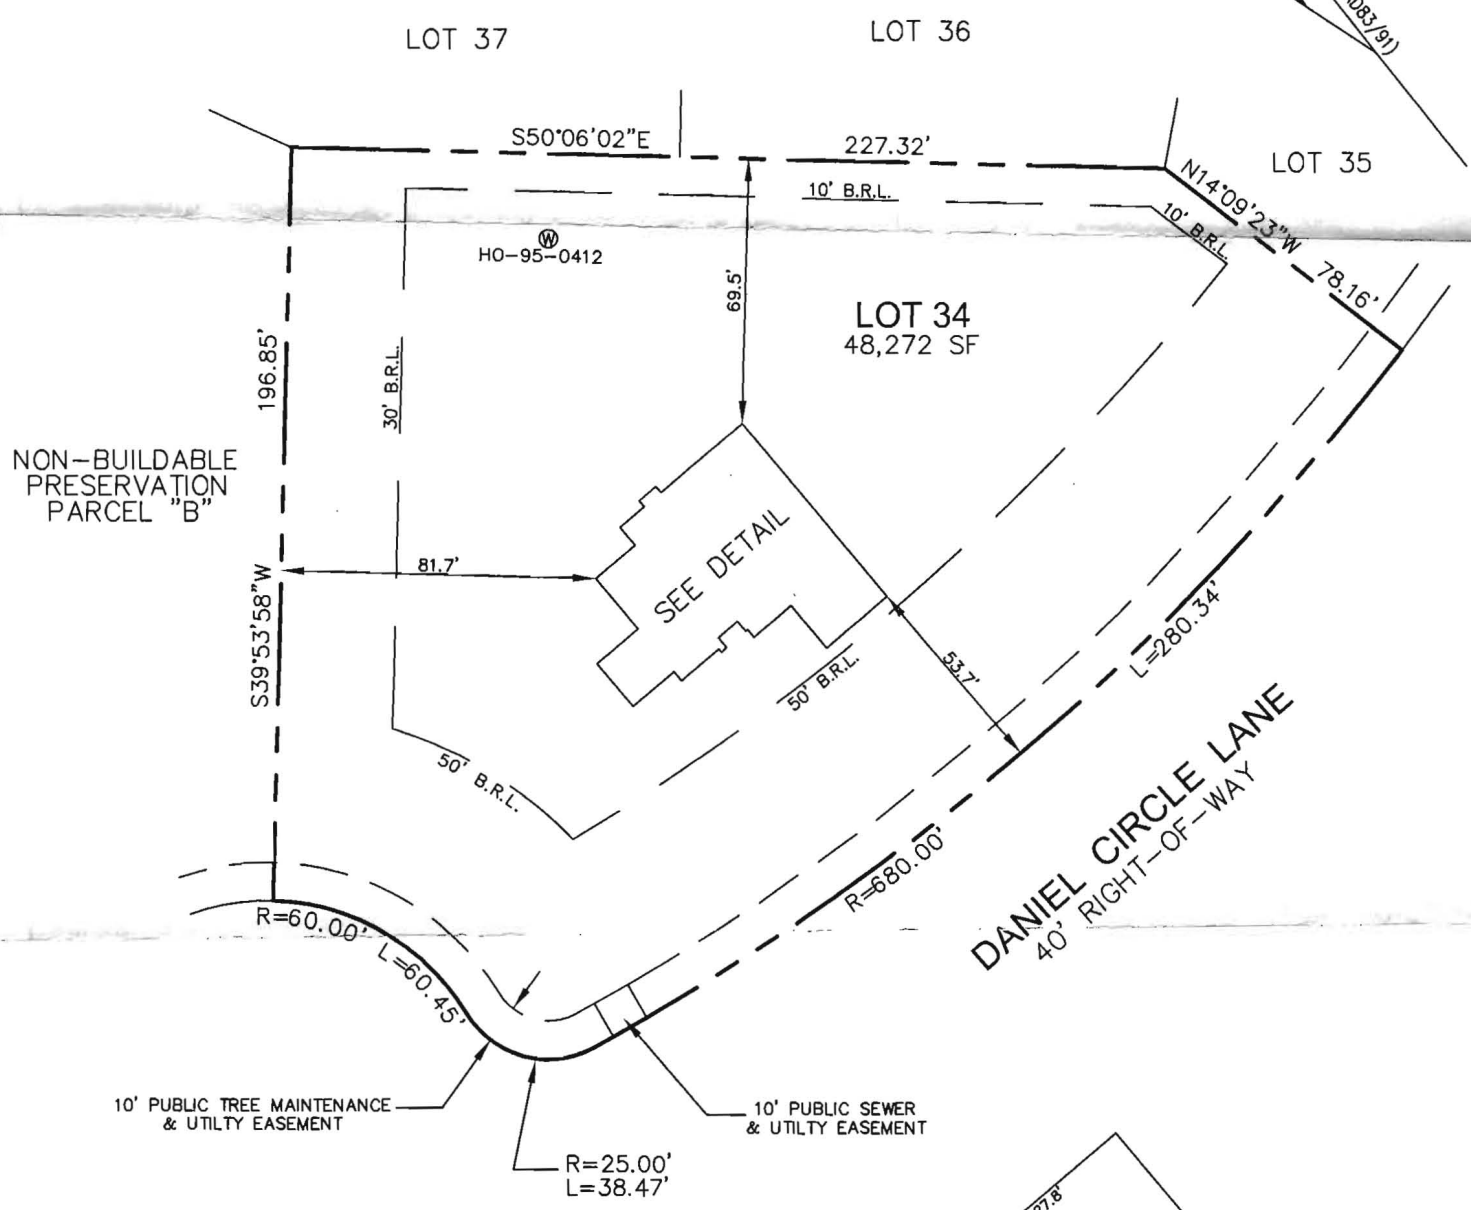 D83/91)
LOT 37
LOT 36
S50°06'02"E
227.32'
LOT 35
N14°09'23"W
78.16'
10' B.R.L.
10' B.R.L.
W
HO-95-0412
69.5'
LOT 34
48,272 SF
196.85'
30' B.R.L.
NON-BUILDABLE
PRESERVATION
PARCEL "B"
81.7'
S39°53'58"W
SEE DETAIL
50' B.R.L.
53.7'
L=280.34'
50' B.R.L.
R=680.00'
DANIEL CIRCLE LANE
40' RIGHT-OF-WAY
R=60.00'
L=60.45'
10' PUBLIC TREE MAINTENANCE
& UTILTY EASEMENT
10' PUBLIC SEWER
& UTILTY EASEMENT
R=25.00'
L=38.47'
27.8'